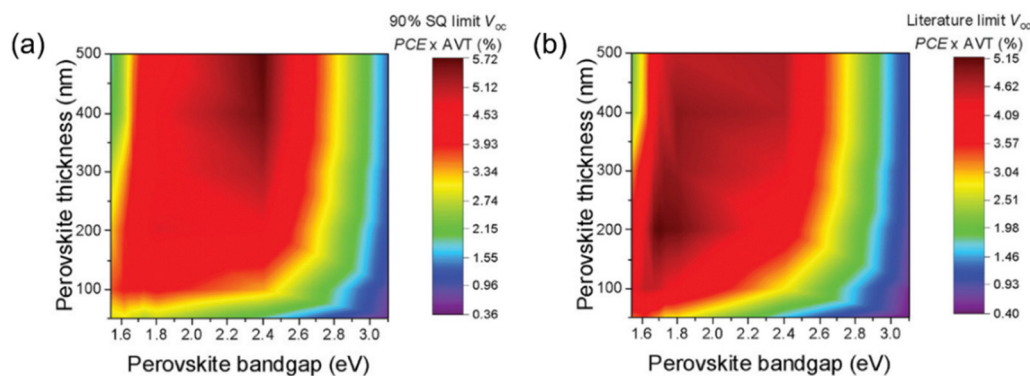 (a)
90% SQ limit Voc
PCE x AVT (%)
5.72
5.12
4.53
3.93
3.34
2.74
2.15
1.55
0.96
0.36
Perovskite thickness (nm)
500
400
300
200
100
1.6 1.8 2.0 2.2 2.4 2.6 2.8 3.0
Perovskite bandgap (eV)
(b)
Literature limit Voc
PCE x AVT (%)
5.15
4.62
4.09
3.57
3.04
2.51
1.98
1.46
0.93
0.40
Perovskite thickness (nm)
500
400
300
200
100
1.6 1.8 2.0 2.2 2.4 2.6 2.8 3.0
Perovskite bandgap (eV)